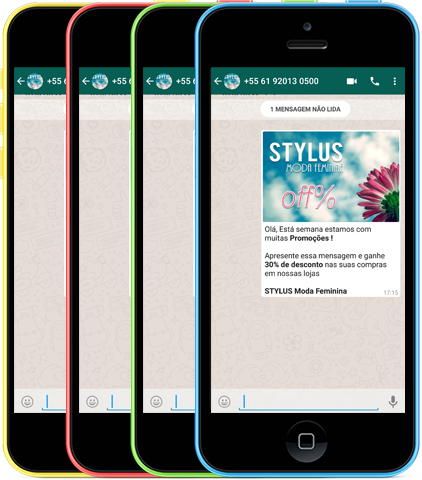 +55 6
+55 6
+55 6
+55 61 92013 0500
1 MENSAGEM NÃO LIDA
STYLUS
MODA FEMININE
off%
Olá, Está semana estamos com
muitas Promoções !
Apresente essa mensagem e ganhe
30% de desconto nas suas compras
em nossas lojas
STYLUS Moda Feminina
17:15